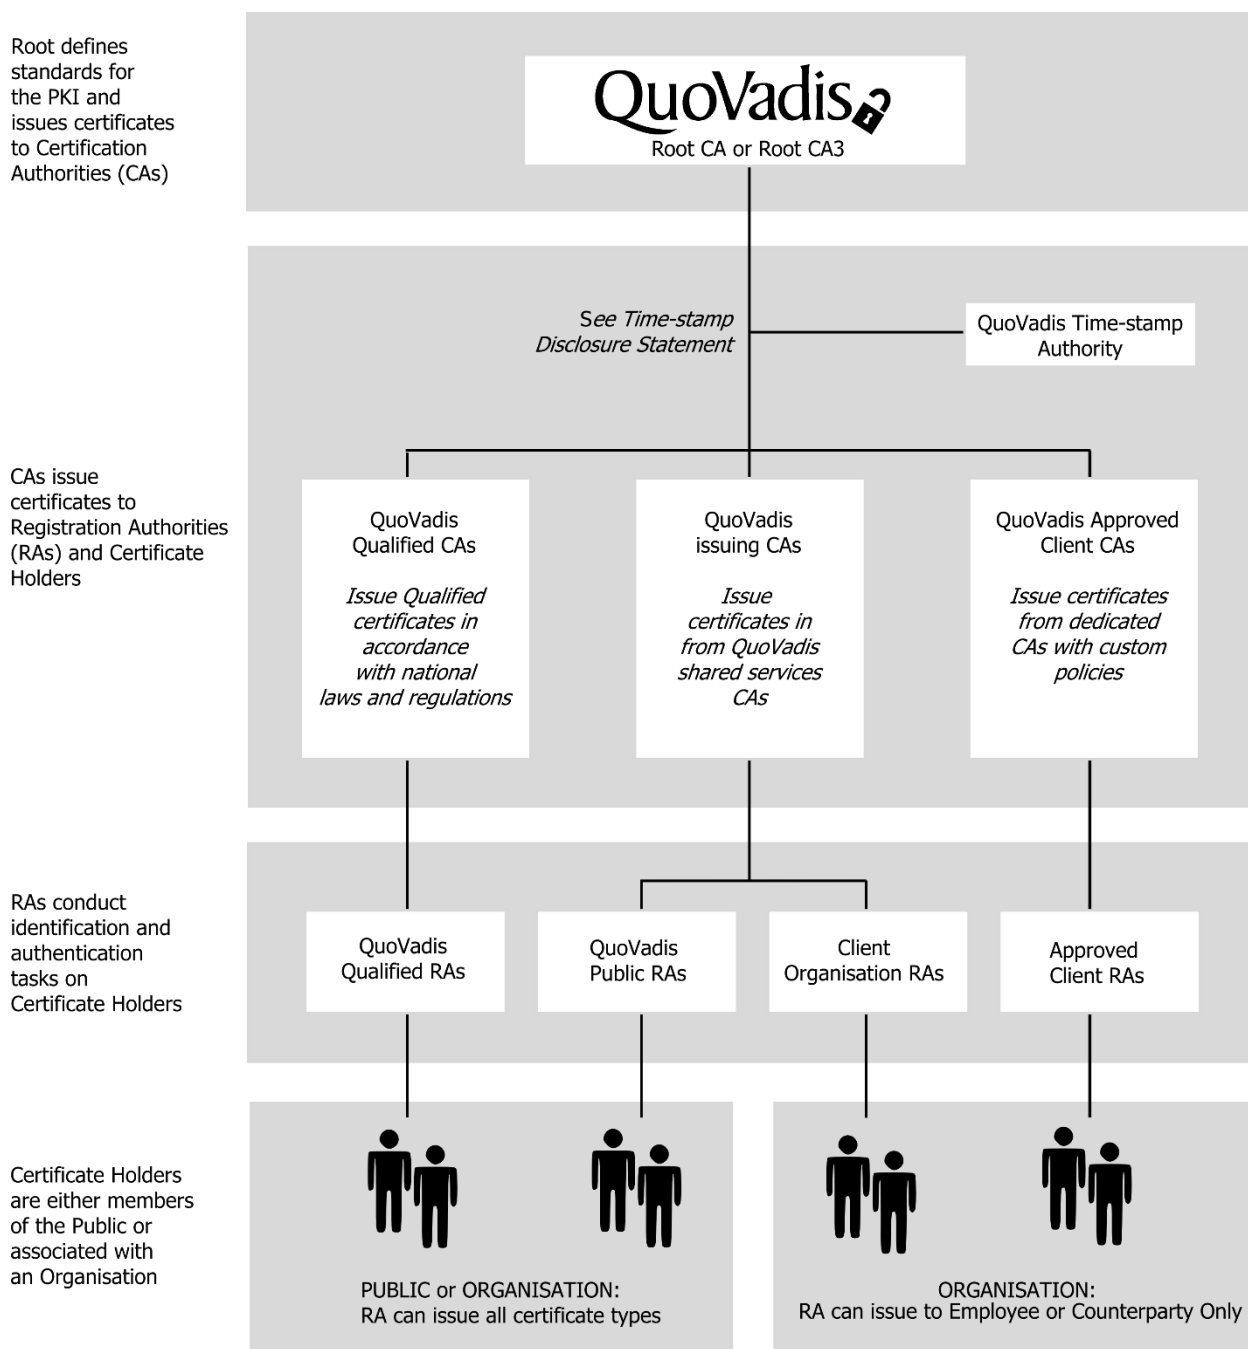 Root defines
standards for
the PKI and
issues certificates
to Certification
Authorities (CAs)
QuoVadis
Root CA or Root CA3
See Time-stamp
Disclosure Statement
QuoVadis Time-stamp
Authority
CAs issue
certificates to
Registration Authorities
(RAs) and Certificate
Holders
QuoVadis
Qualified CAs
Issue Qualified
certificates in
accordance
with national
laws and regulations
QuoVadis
issuing CAs
Issue
certificates in
from QuoVadis
shared services
CAs
QuoVadis Approved
Client CAs
Issue certificates
from dedicated
CAs with custom
policies
RAs conduct
identification and
authentication
tasks on
Certificate Holders
QuoVadis
Qualified RAs
QuoVadis
Public RAs
Client
Organisation RAs
Approved
Client RAs
Certificate Holders
are either members
of the Public or
associated with
an Organisation
PUBLIC or ORGANISATION:
RA can issue all certificate types
ORGANISATION:
RA can issue to Employee or Counterparty Only